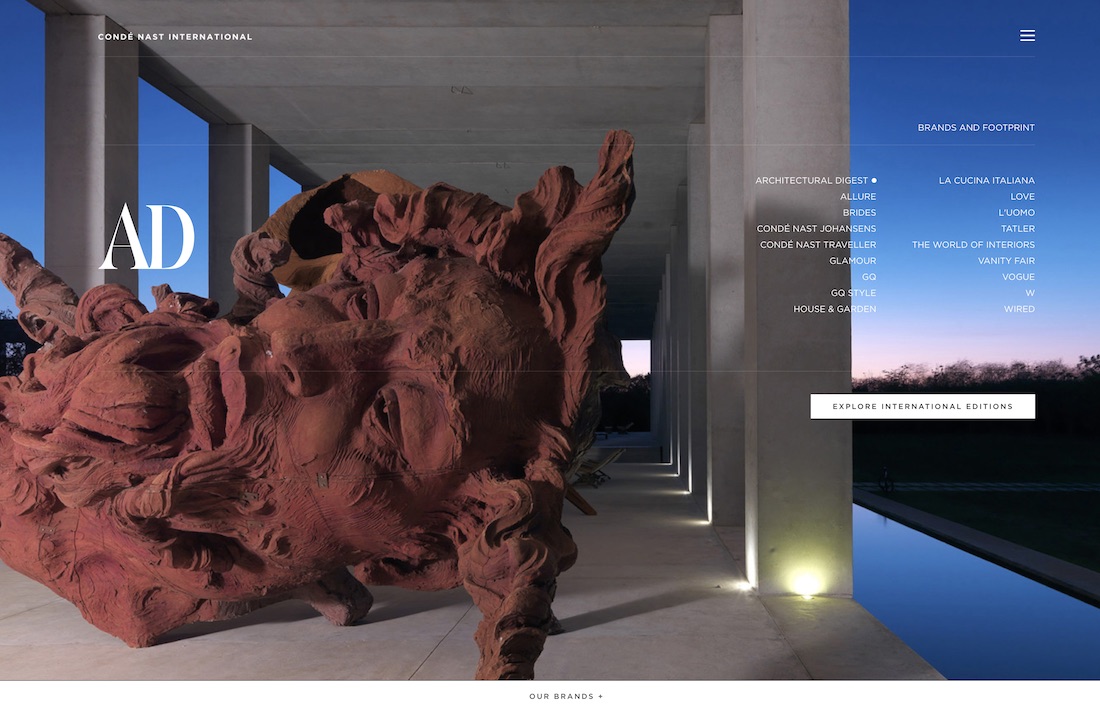 CONDÉ NAST INTERNATIONAL
BRANDS AND FOOTPRINT
AD
ARCHITECTURAL DIGEST
ALLURE
BRIDES
CONDÉ NAST JOHANSENS
CONDÉ NAST TRAVELLER
GLAMOUR
GQ
GQ STYLE
HOUSE & GARDEN
LA CUCINA ITALIANA
LOVE
L'UOMO
TATLER
THE WORLD OF INTERIORS
VANITY FAIR
VOGUE
W
WIRED
EXPLORE INTERNATIONAL EDITIONS
OUR BRANDS +